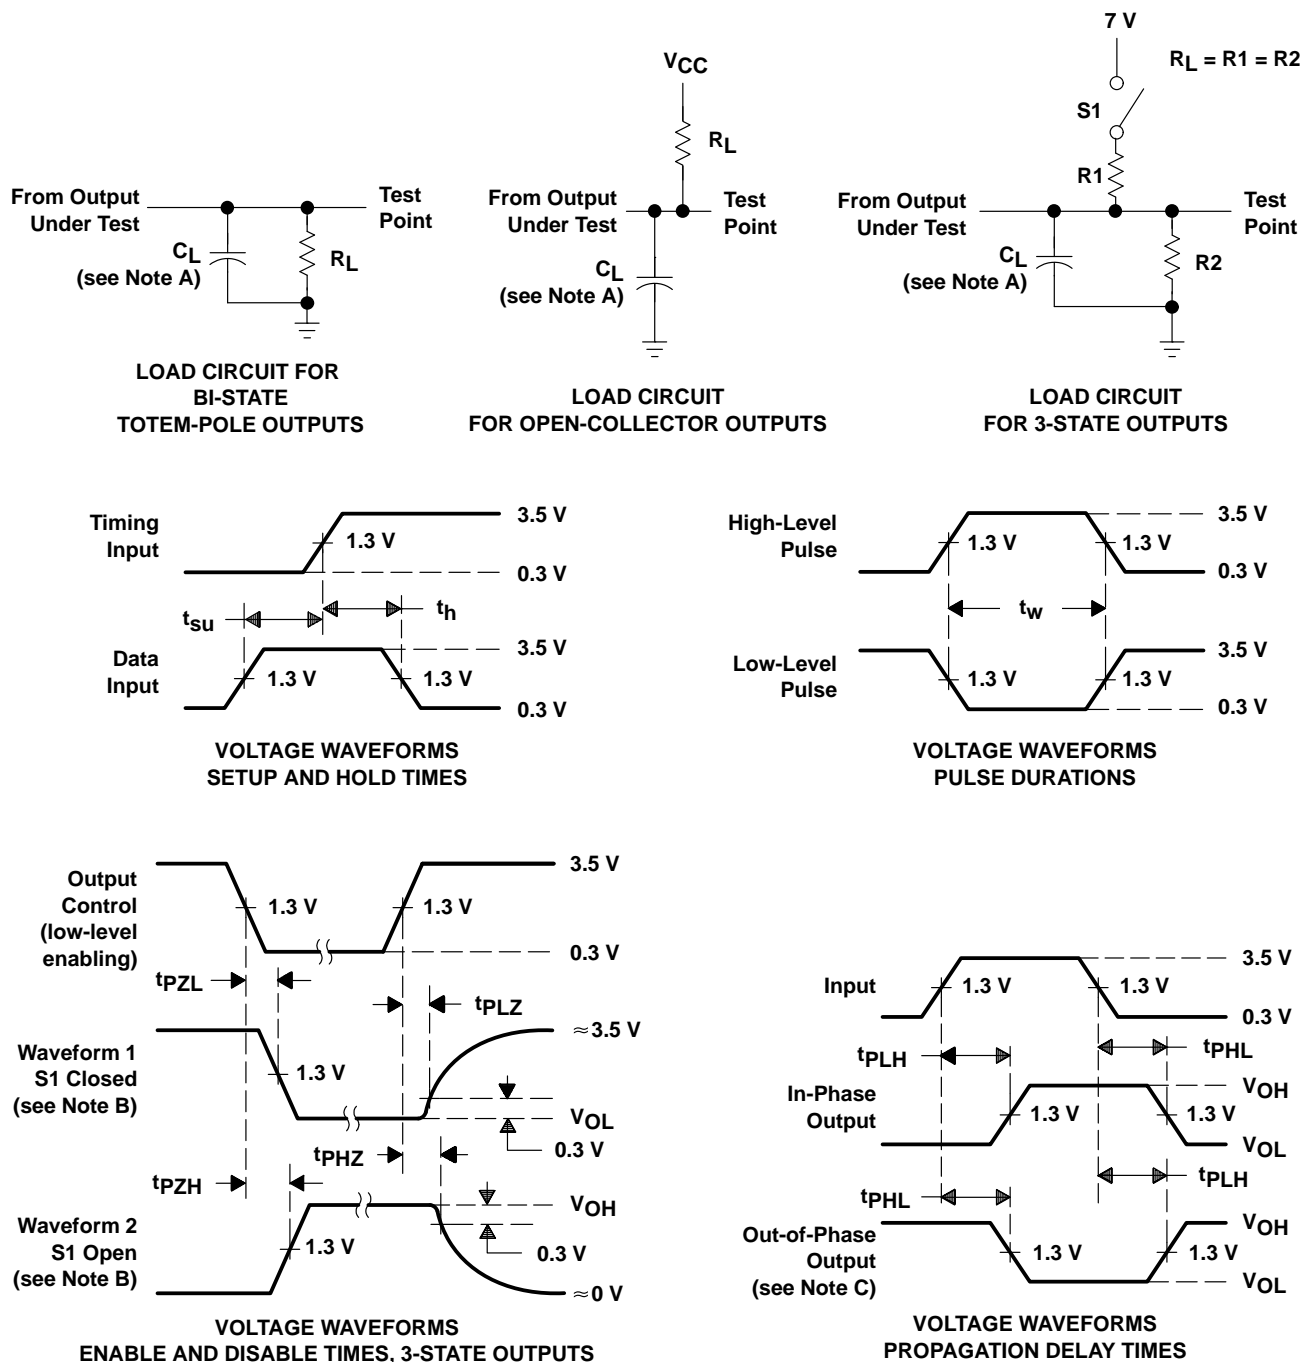 From Output
Under Test
Test
Point
CL
(see Note A)
RL
LOAD CIRCUIT FOR
BI-STATE
TOTEM-POLE OUTPUTS
VCC
RL
From Output
Under Test
Test
Point
CL
(see Note A)
LOAD CIRCUIT
FOR OPEN-COLLECTOR OUTPUTS
7 V
RL = R1 = R2
S1
R1
From Output
Under Test
Test
Point
CL
(see Note A)
R2
LOAD CIRCUIT
FOR 3-STATE OUTPUTS
Timing
Input
3.5 V
1.3 V
0.3 V
tsu
th
Data
Input
3.5 V
1.3 V
1.3 V
0.3 V
VOLTAGE WAVEFORMS
SETUP AND HOLD TIMES
High-Level
Pulse
3.5 V
1.3 V
1.3 V
0.3 V
tw
Low-Level
Pulse
3.5 V
1.3 V
1.3 V
0.3 V
VOLTAGE WAVEFORMS
PULSE DURATIONS
Output
Control
(low-level
enabling)
3.5 V
1.3 V
1.3 V
0.3 V
tPZL
tPLZ
Waveform 1
S1 Closed
(see Note B)
≈3.5 V
1.3 V
VOL
0.3 V
tPHZ
tPZH
Waveform 2
S1 Open
(see Note B)
VOH
1.3 V
0.3 V
≈0 V
VOLTAGE WAVEFORMS
ENABLE AND DISABLE TIMES, 3-STATE OUTPUTS
Input
3.5 V
1.3 V
1.3 V
0.3 V
tPLH
tPHL
In-Phase
Output
VOH
1.3 V
1.3 V
VOL
tPHL
tPLH
Out-of-Phase
Output
(see Note C)
VOH
1.3 V
1.3 V
VOL
VOLTAGE WAVEFORMS
PROPAGATION DELAY TIMES